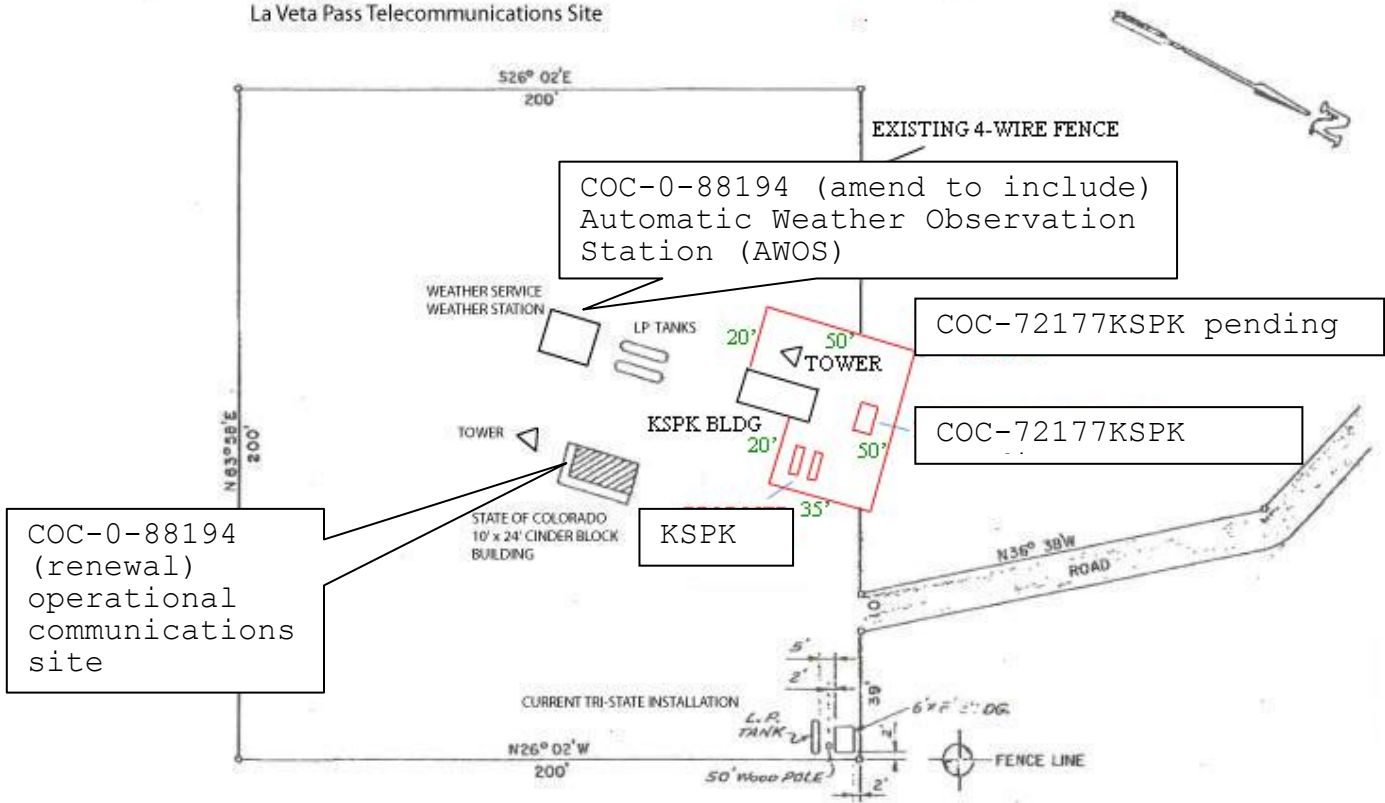 La Veta Pass Telecommunications Site
S26° 02'E
200'
N
EXISTING 4-WIRE FENCE
COC-0-88194 (amend to include)
Automatic Weather Observation
Station (AWOS)
WEATHER SERVICE
WEATHER STATION
LP TANKS
20'
50'
TOWER
COC-72177KSPK pending
KSPK BLDG
COC-72177KSPK
20'
50'
N63°58'E
200'
TOWER
35'
KSPK
STATE OF COLORADO
10' x 24' CINDER BLOCK
BUILDING
COC-0-88194
(renewal)
operational
communications
site
N36° 38'W
ROAD
10
5'
2'
39'
CURRENT TRI-STATE INSTALLATION
L.P.
TANK
2'
N26° 02'W
200'
50' Wood POLE
2'
FENCE LINE